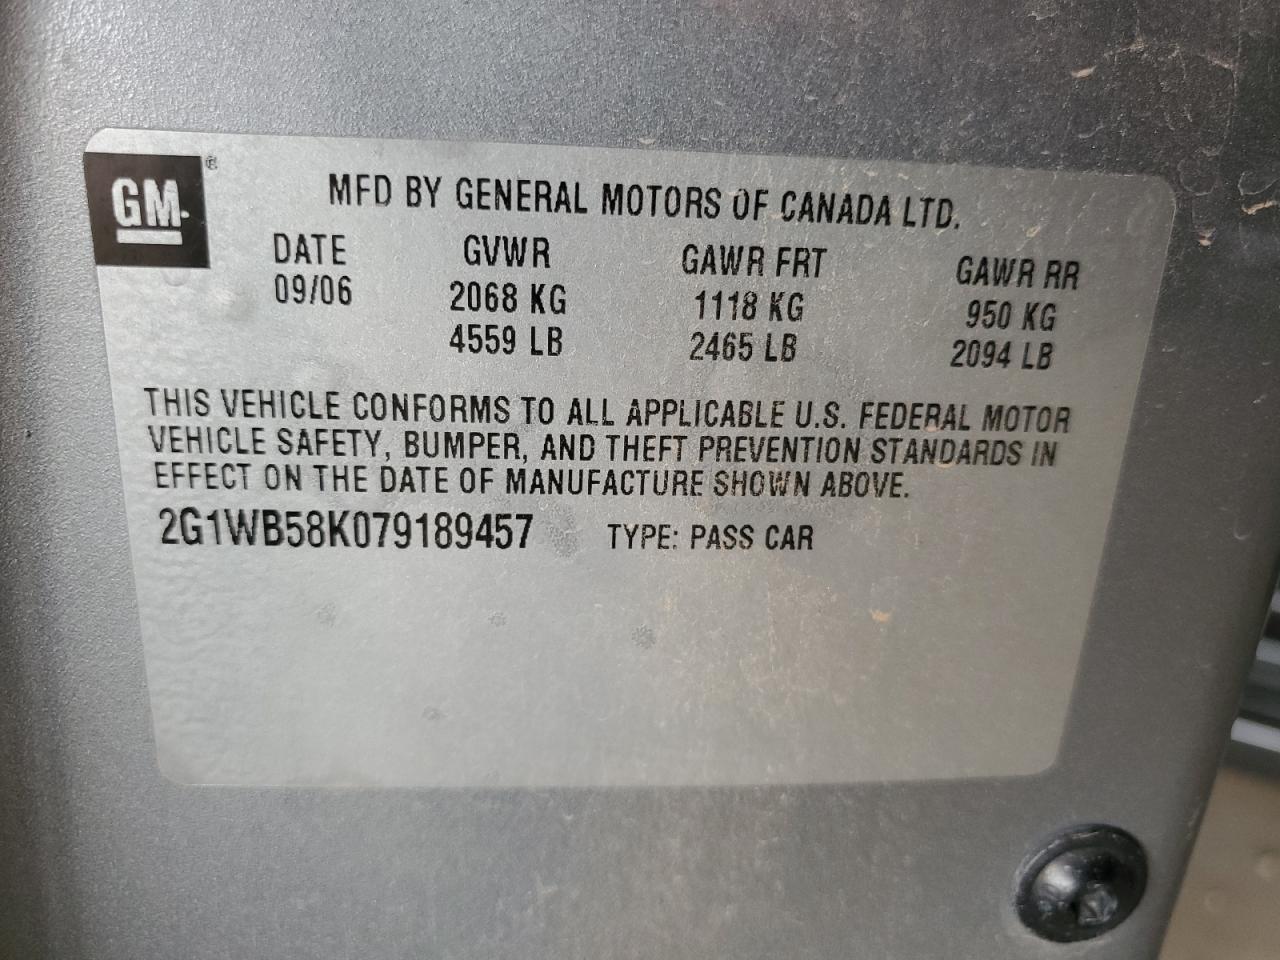 GM ®
MFD BY GENERAL MOTORS OF CANADA LTD.
DATE GVWR GAWR FRT GAWR RR
09/06 2068 KG 1118 KG 950 KG
4559 LB 2465 LB 2094 LB
THIS VEHICLE CONFORMS TO ALL APPLICABLE U.S. FEDERAL MOTOR
VEHICLE SAFETY, BUMPER, AND THEFT PREVENTION STANDARDS IN
EFFECT ON THE DATE OF MANUFACTURE SHOWN ABOVE.
2G1WB58K079189457 TYPE: PASS CAR